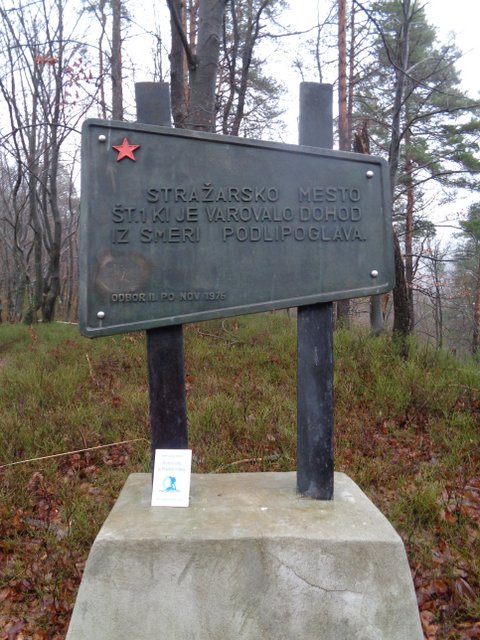 STRAŽARSKO MESTO
ŠT.1 KI JE VAROVALO DOHOD
IZ SMERI PODLIPOGLAVA.
ODBOR II. PO NOV 1976